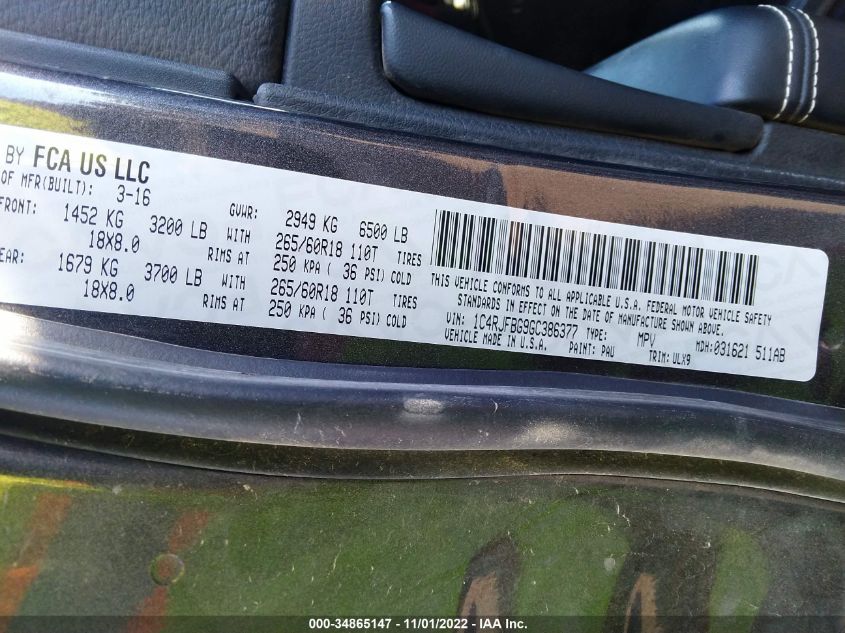 BY FCA US LLC
OF MFR(BUILT): 3-16
FRONT: 1452 KG 3200 LB WITH
18X8.0 RIMS AT
EAR: 1679 KG 3700 LB WITH
18X8.0 RIMS AT
GVWR: 2949 KG 6500 LB
265/60R18 110T TIRES
250 KPA ( 36 PSI) COLD
265/60R18 110T TIRES
250 KPA ( 36 PSI) COLD
THIS VEHICLE CONFORMS TO ALL APPLICABLE U.S.A. FEDERAL MOTOR VEHICLE SAFETY
STANDARDS IN EFFECT ON THE DATE OF MANUFACTURE SHOWN ABOVE.
VIN: 1C4RJFBG9GC386377 TYPE: MPV MDH:031621 511AB
VEHICLE MADE IN U.S.A. PAINT: PAU TRIM: ULX9
000-34865147 - 11/01/2022 - IAAI.com